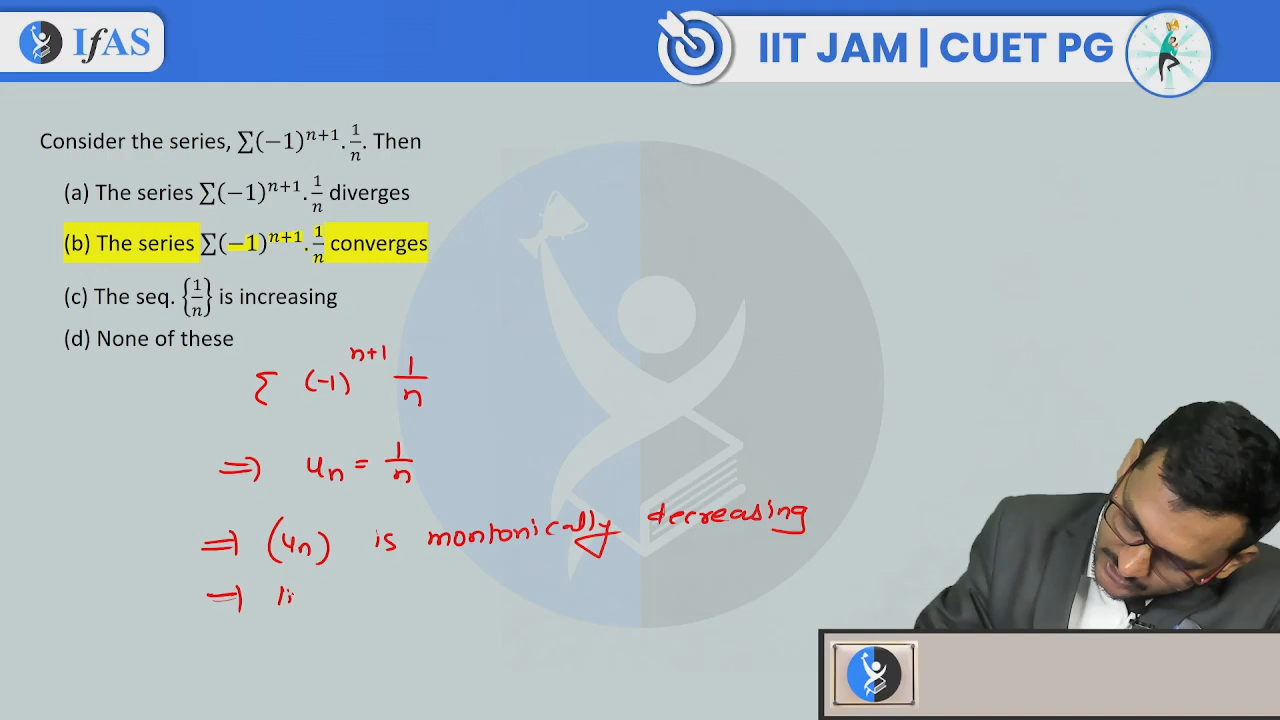 IfAS
IIT JAM | CUET PG
Consider the series, ∑(−1)ⁿ⁺¹.1/n. Then
(a) The series ∑(−1)ⁿ⁺¹.1/n diverges
(b) The series ∑(−1)ⁿ⁺¹.1/n converges
(c) The seq. {1/n} is increasing
(d) None of these
Σ (-1)ⁿ⁺¹ 1/n
⇒ uₙ = 1/n
⇒ (uₙ) is montonically decreasing
⇒ li